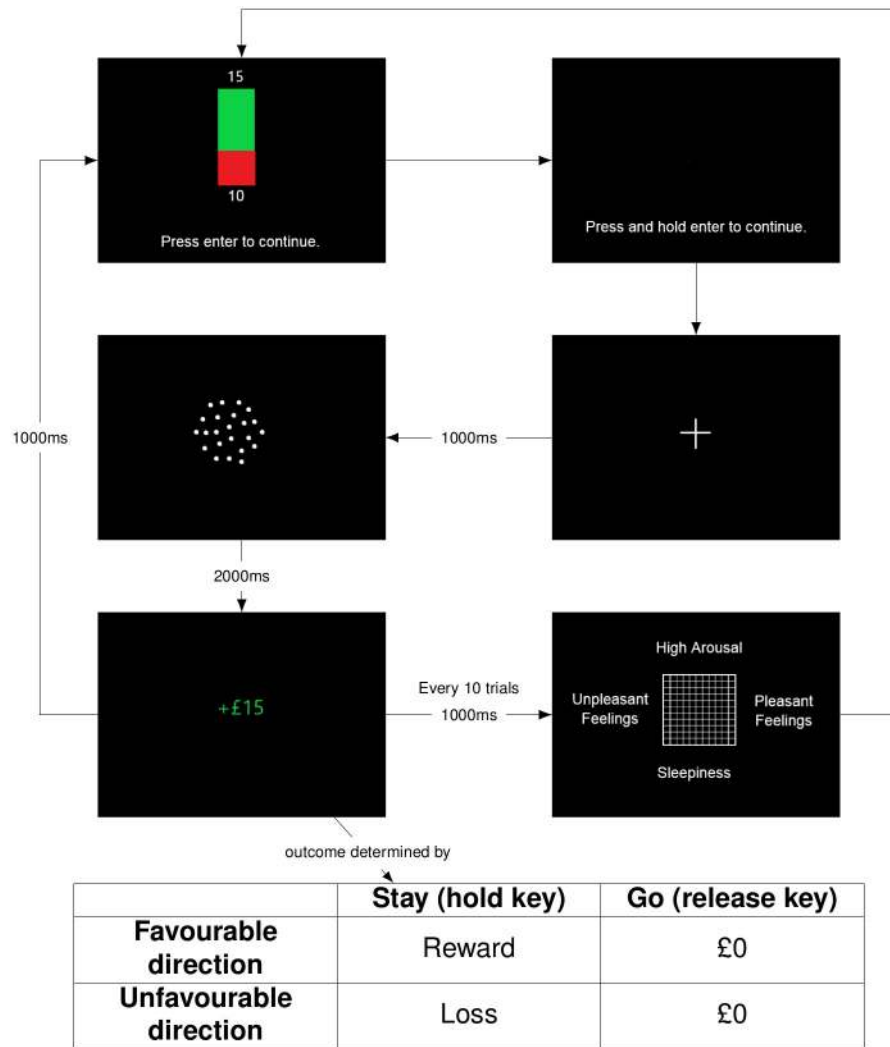 15
10
Press enter to continue.
Press and hold enter to continue.
1000ms
1000ms
2000ms
+£15
Every 10 trials
1000ms
High Arousal
Unpleasant
Feelings
Pleasant
Feelings
Sleepiness
outcome determined by
Stay (hold key) Go (release key)
Favourable
direction
Reward £0
Unfavourable
direction
Loss £0